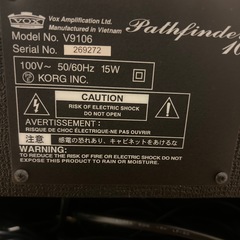 VOX
Vox Amplification Ltd.
Manufactured in Vietnam
Pathfinder
10
Model No. V9106
Serial No. 269272
100V~ 50/60Hz 15W
KORG INC.
CAUTION
RISK OF ELECTRIC SHOCK
DO NOT OPEN
AVERTISSEMENT :
RISQUE DE CHOC ÉLECTRIQUE-NE PAS OUVRIR.
注意 感電の恐れあり、キャビネットをあけるな
WARNING:
TO REDUCE THE RISK OF FIRE OR ELECTRIC SHOCK
DO NOT EXPOSE THIS PRODUCT TO RAIN OR MOISTURE.